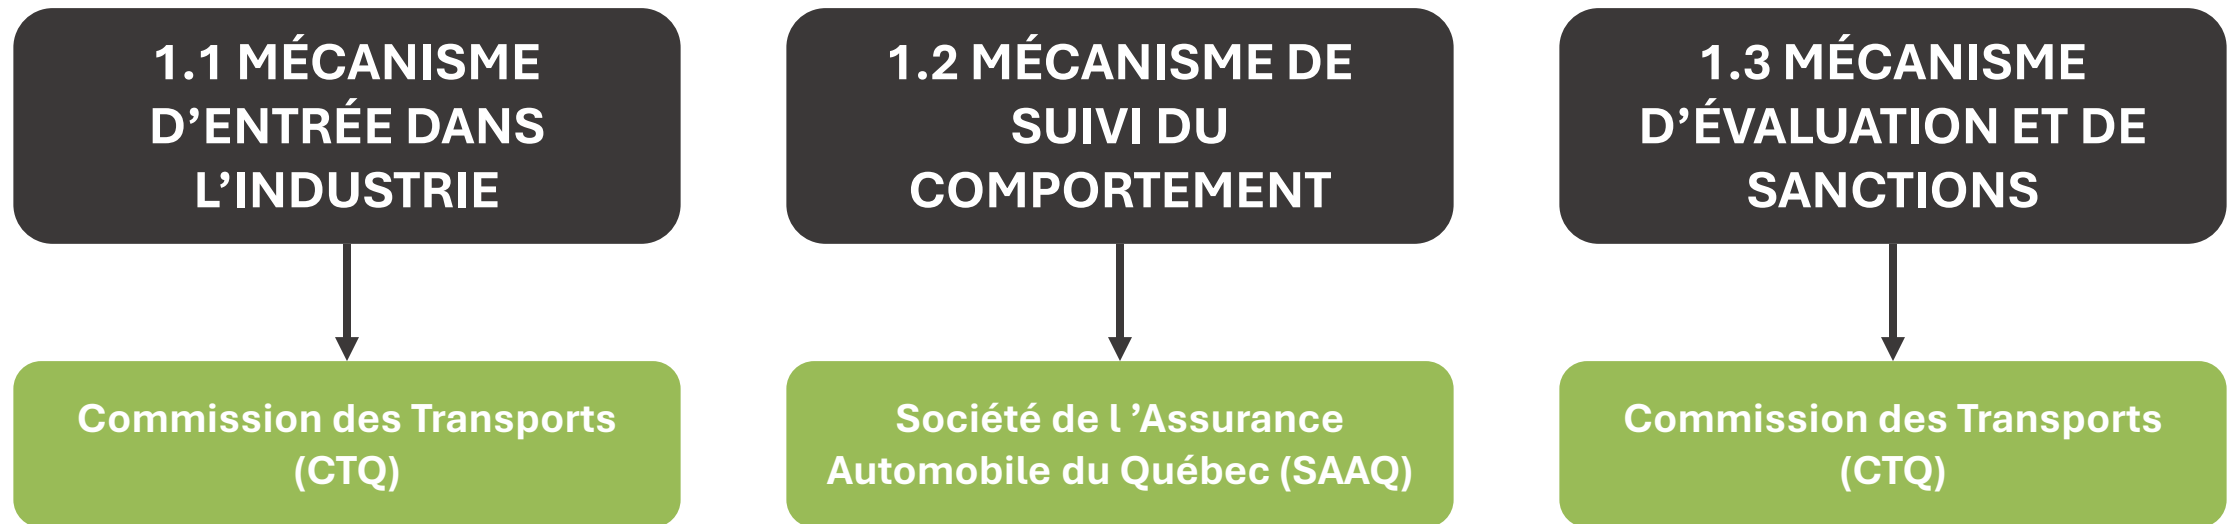 1.1 MÉCANISME
D’ENTRÉE DANS
L’INDUSTRIE
Commission des Transports
(CTQ)
1.2 MÉCANISME DE
SUIVI DU
COMPORTEMENT
Société de l ’Assurance
Automobile du Québec (SAAQ)
1.3 MÉCANISME
D’ÉVALUATION ET DE
SANCTIONS
Commission des Transports
(CTQ)